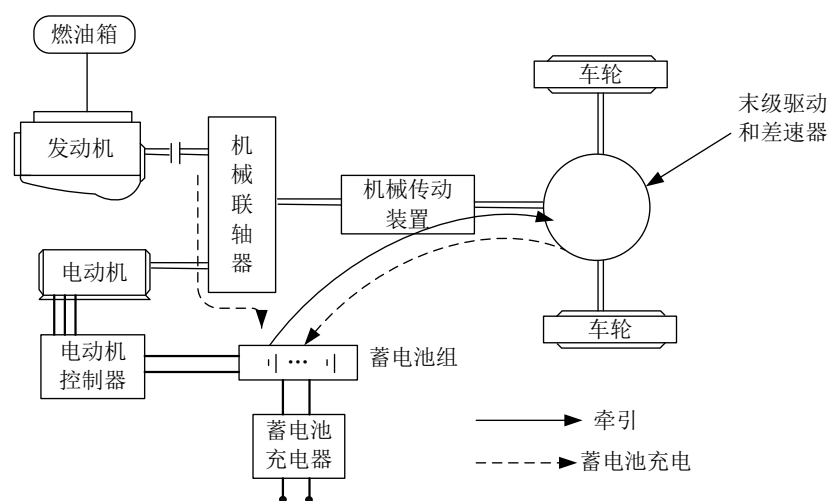 燃油箱
车轮
末级驱动
和差速器
发动机
机
械
联
轴
器
机械传动
装置
电动机
车轮
电动机
控制器
蓄电池组
蓄电池
充电器
牵引
蓄电池充电